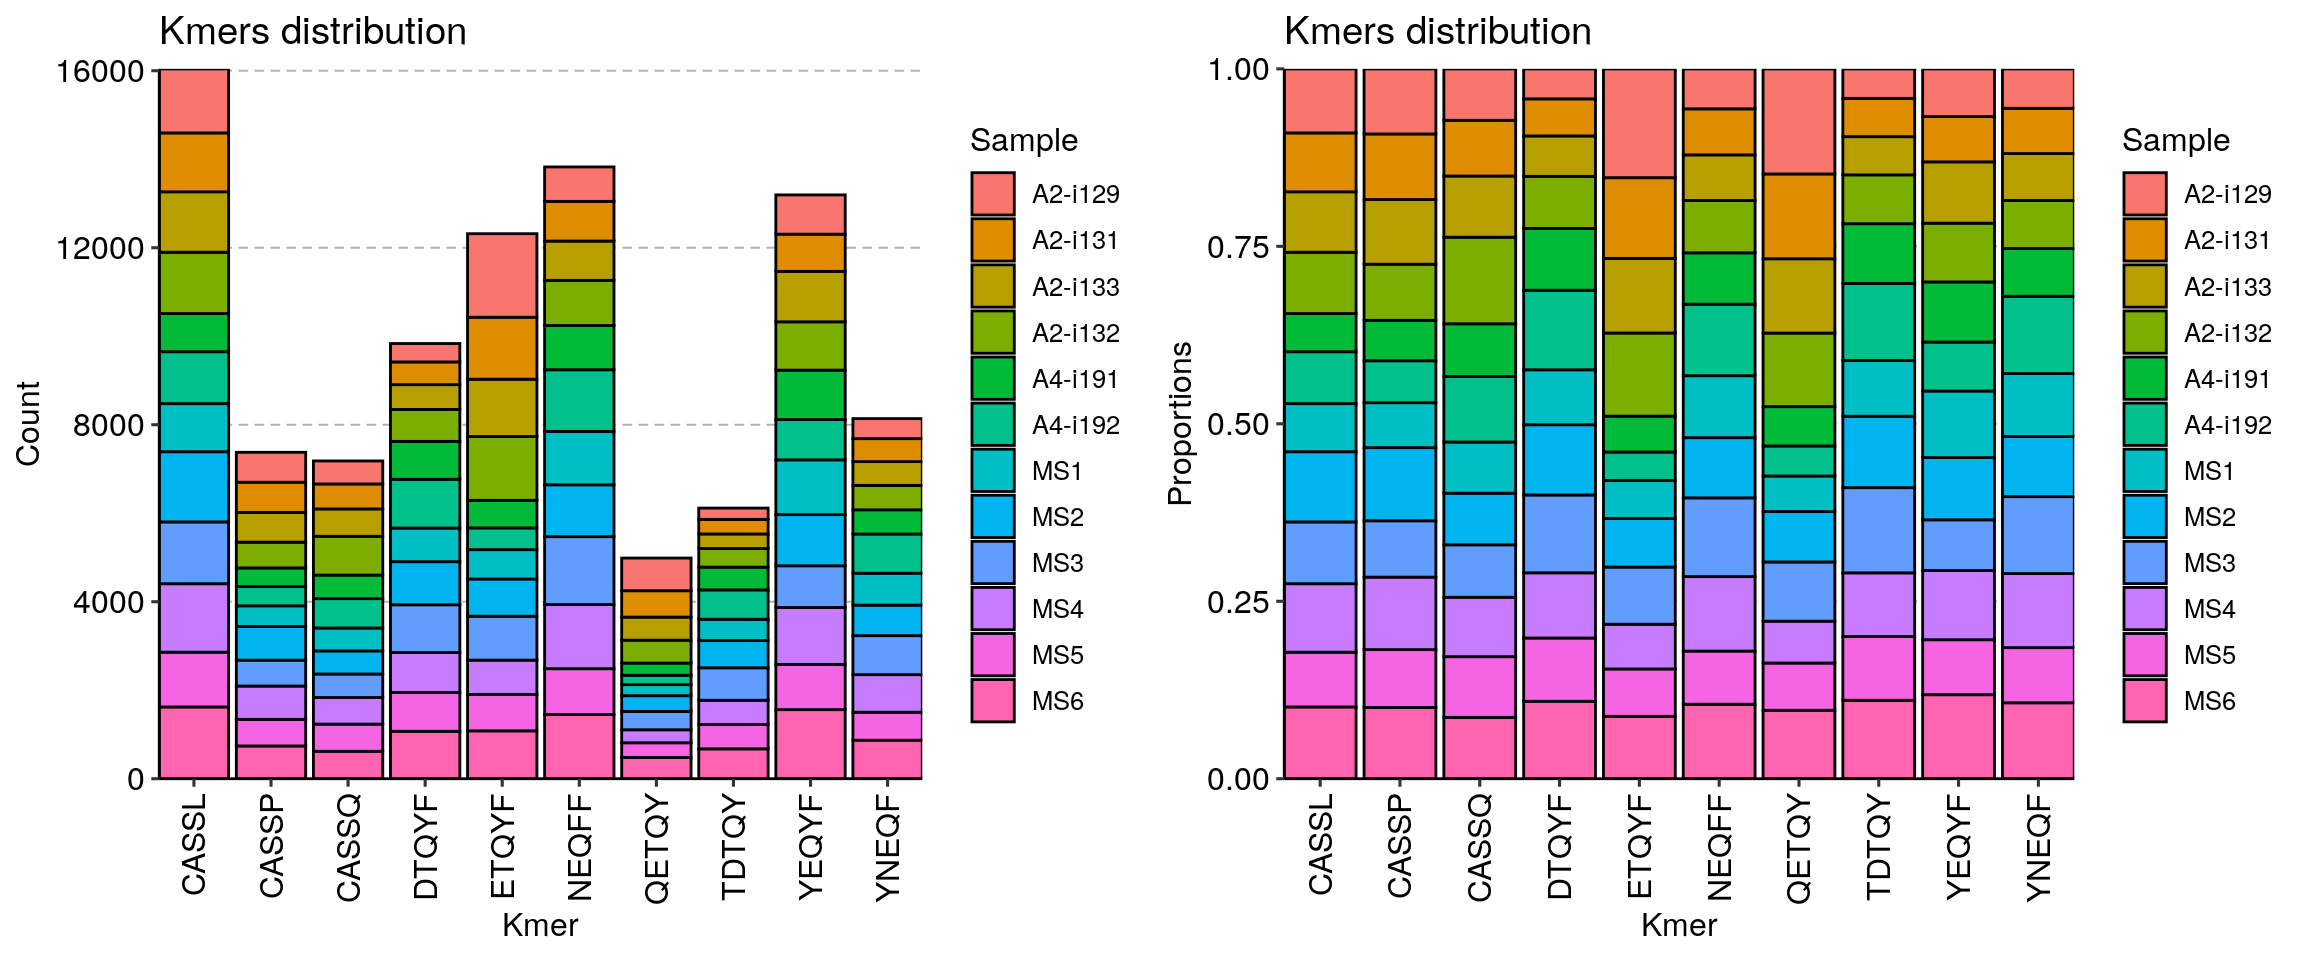 Kmers distribution
Count
16000
12000
8000
4000
0
CASSL
CASSP
CASSQ
DTQYF
ETQYF
NEQFF
QETQY
TDTQY
YEQYF
YNEQF
Kmer
Sample
A2-i129
A2-i131
A2-i133
A2-i132
A4-i191
A4-i192
MS1
MS2
MS3
MS4
MS5
MS6
Kmers distribution
Proportions
1.00
0.75
0.50
0.25
0.00
CASSL
CASSP
CASSQ
DTQYF
ETQYF
NEQFF
QETQY
TDTQY
YEQYF
YNEQF
Kmer
Sample
A2-i129
A2-i131
A2-i133
A2-i132
A4-i191
A4-i192
MS1
MS2
MS3
MS4
MS5
MS6